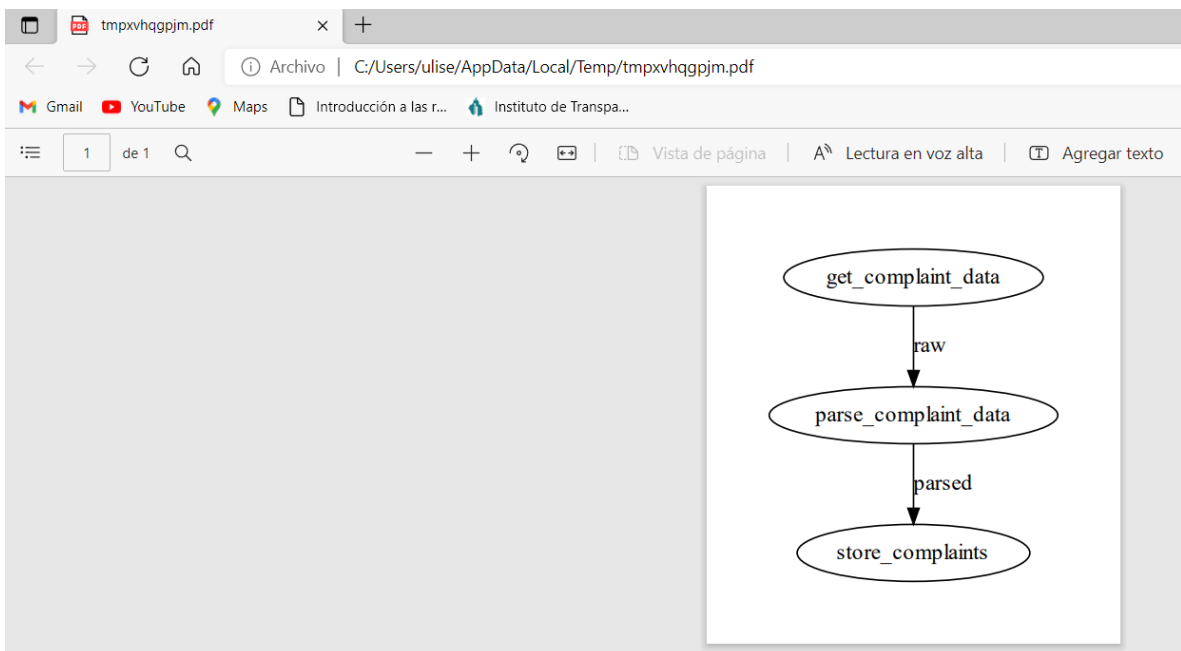 tmpxvhqgpjm.pdf
Archivo | C:/Users/ulise/AppData/Local/Temp/tmpxvhqgpjm.pdf
Gmail YouTube Maps Introducción a las r... Instituto de Transpa...
1 de 1 Vista de página Lectura en voz alta Agregar texto
get_complaint_data
raw
parse_complaint_data
parsed
store_complaints